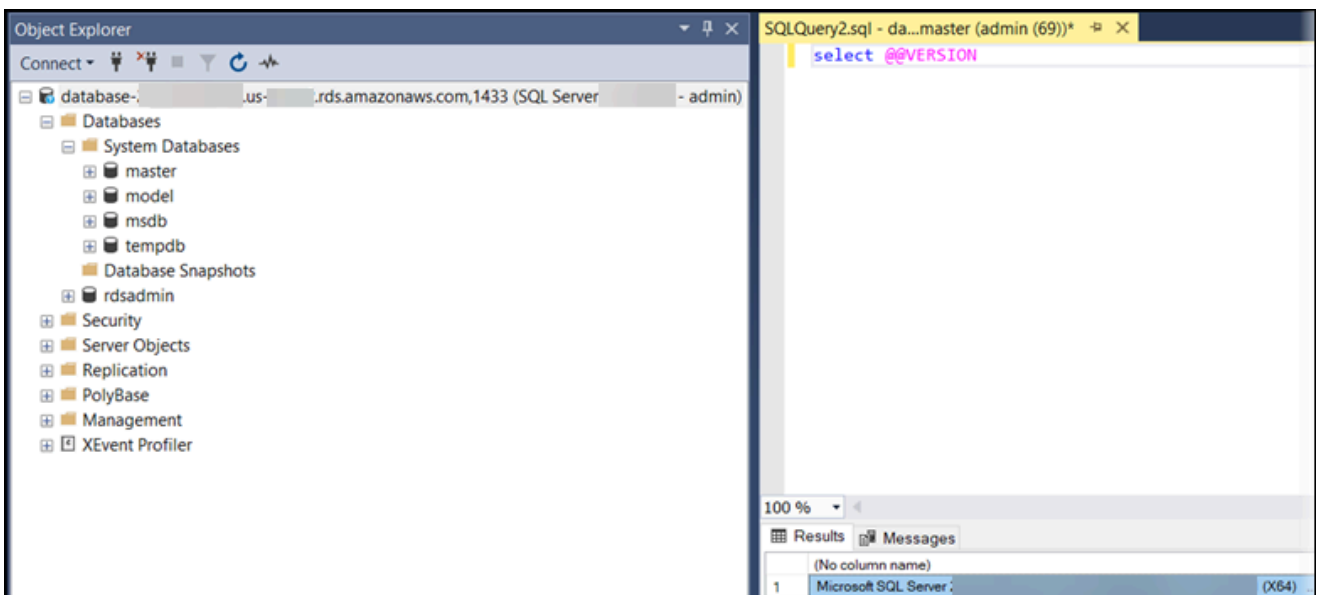 Object Explorer
Connect
database- .us- .rds.amazonaws.com,1433 (SQL Server - admin)
Databases
System Databases
master
model
msdb
tempdb
Database Snapshots
rdsadmin
Security
Server Objects
Replication
PolyBase
Management
XEvent Profiler
SQLQuery2.sql - da...master (admin (69))*
select @@VERSION
100 %
Results Messages
(No column name)
1 Microsoft SQL Server (X64)